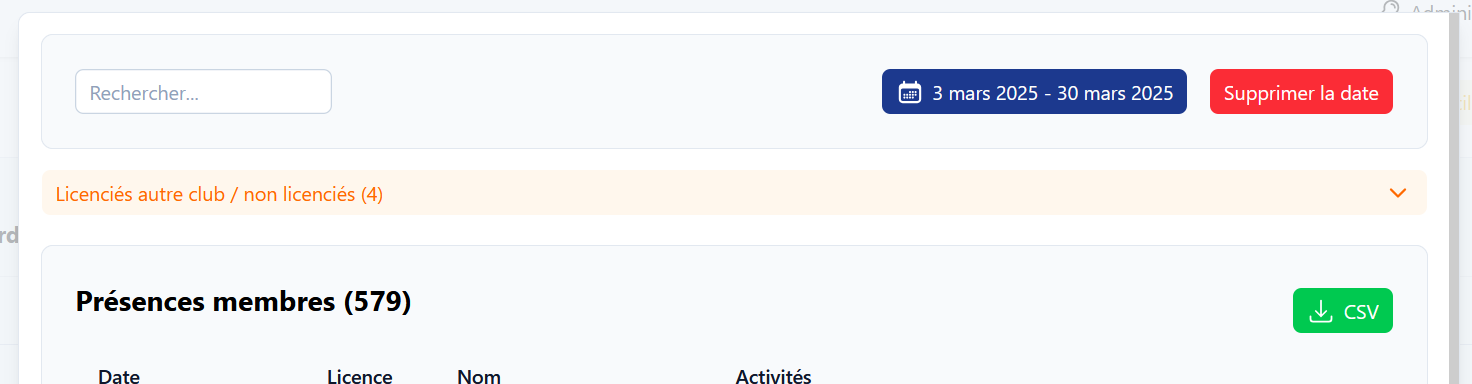 Rechercher...
3 mars 2025 - 30 mars 2025
Supprimer la date
Licenciés autre club / non licenciés (4)
Présences membres (579)
CSV
Date Licence Nom Activités